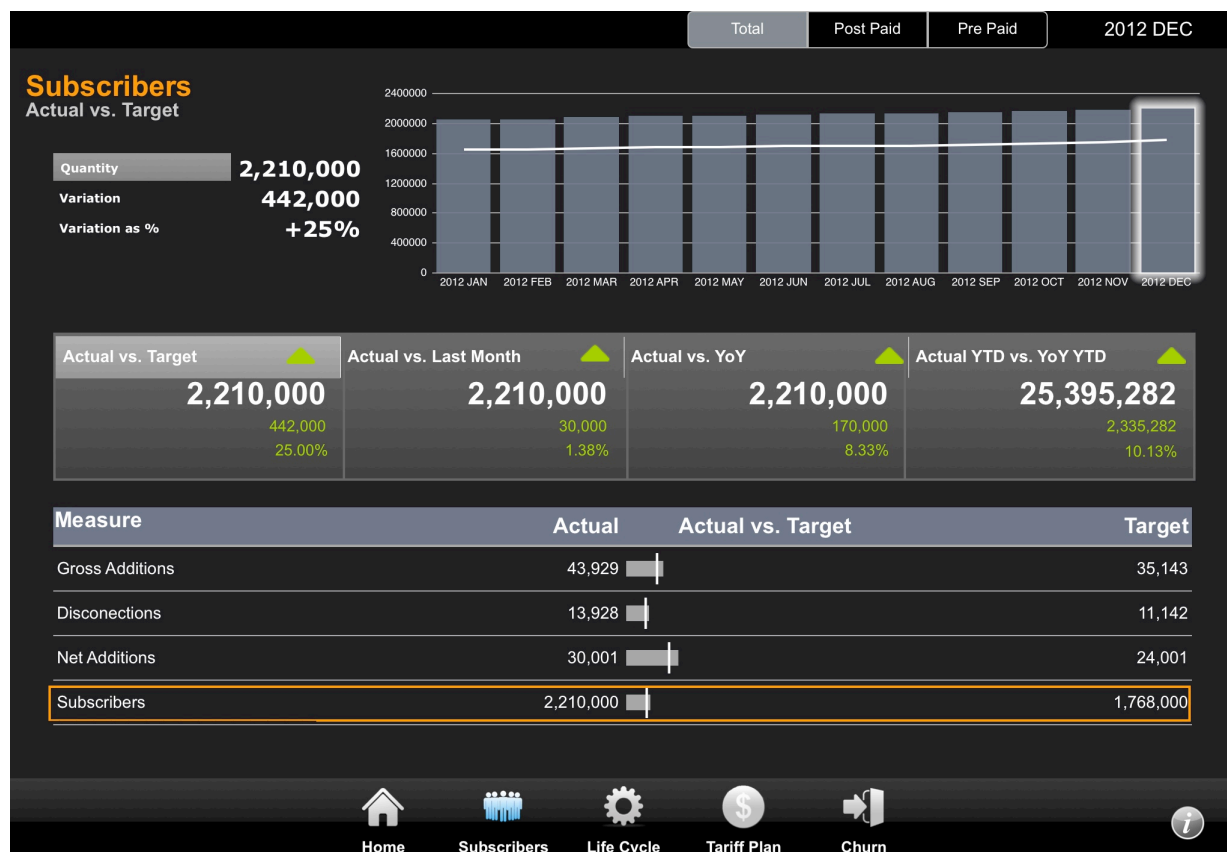 Total Post Paid Pre Paid 2012 DEC
Subscribers
Actual vs. Target
Quantity 2,210,000
Variation 442,000
Variation as % +25%
2400000
2000000
1600000
1200000
800000
400000
0
2012 JAN 2012 FEB 2012 MAR 2012 APR 2012 MAY 2012 JUN 2012 JUL 2012 AUG 2012 SEP 2012 OCT 2012 NOV 2012 DEC
Actual vs. Target Actual vs. Last Month Actual vs. YoY Actual YTD vs. YoY YTD
2,210,000 2,210,000 2,210,000 25,395,282
442,000 30,000 170,000 2,335,282
25.00% 1.38% 8.33% 10.13%
Measure Actual Actual vs. Target Target
Gross Additions 43,929 35,143
Disconections 13,928 11,142
Net Additions 30,001 24,001
Subscribers 2,210,000 1,768,000
$ i
Home Subscribers Life Cycle Tariff Plan Churn